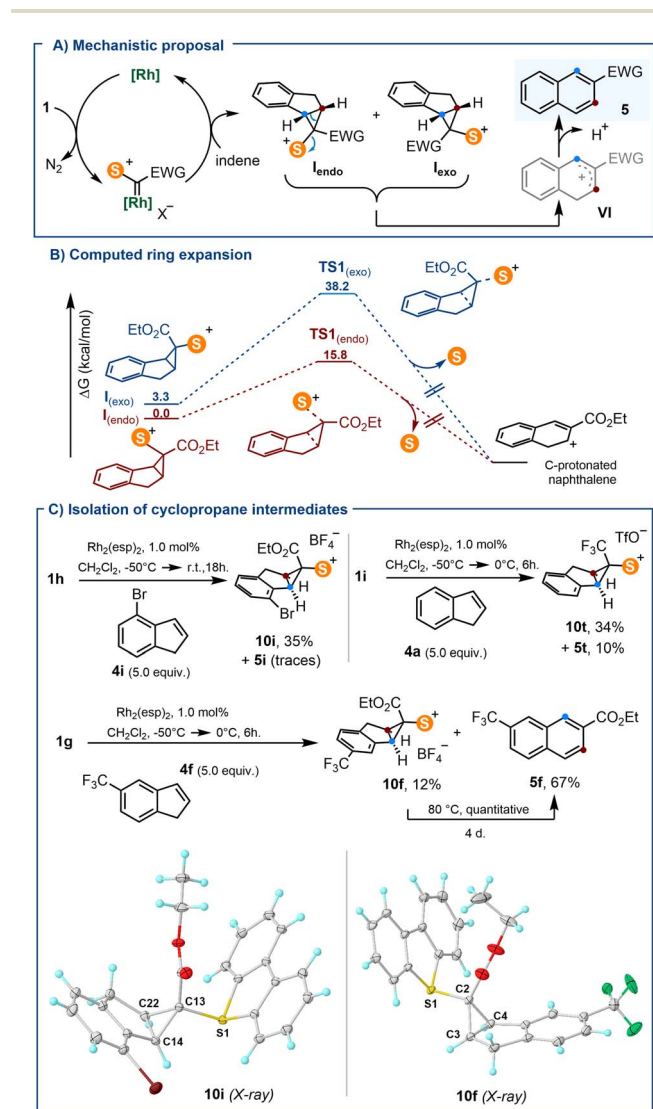 A) Mechanistic proposal
[Rh]
1
N2
S+
EWG
[Rh]
X−
indene
H
H
S+
EWG
Iendo
+
H
H
EWG
S+
Iexo
EWG
5
H+
EWG
+
VI
B) Computed ring expansion
ΔG (kcal/mol)
TS1(exo)
38.2
EtO2C
S+
TS1(endo)
15.8
EtO2C
S+
S
I(exo) 3.3
I(endo) 0.0
S+
CO2Et
S+
CO2Et
S
CO2Et
+
C-protonated
naphthalene
C) Isolation of cyclopropane intermediates
1h
Rh2(esp)2, 1.0 mol%
CH2Cl2, -50°C → r.t.,18h.
Br
4i (5.0 equiv.)
BF4−
EtO2C
S+
H
Br
H
10i, 35%
+ 5i (traces)
1i
Rh2(esp)2, 1.0 mol%
CH2Cl2, -50°C → 0°C, 6h.
4a (5.0 equiv.)
TfO−
F3C
S+
H
H
10t, 34%
+ 5t, 10%
1g
Rh2(esp)2, 1.0 mol%
CH2Cl2, -50°C → 0°C, 6h.
4f (5.0 equiv.)
F3C
EtO2C
S+
H
BF4−
H
F3C
10f, 12%
+
F3C
CO2Et
5f, 67%
80 °C, quantitative
4 d.
C22
C13
C14
S1
10i (X-ray)
S1
C2
C4
C3
10f (X-ray)